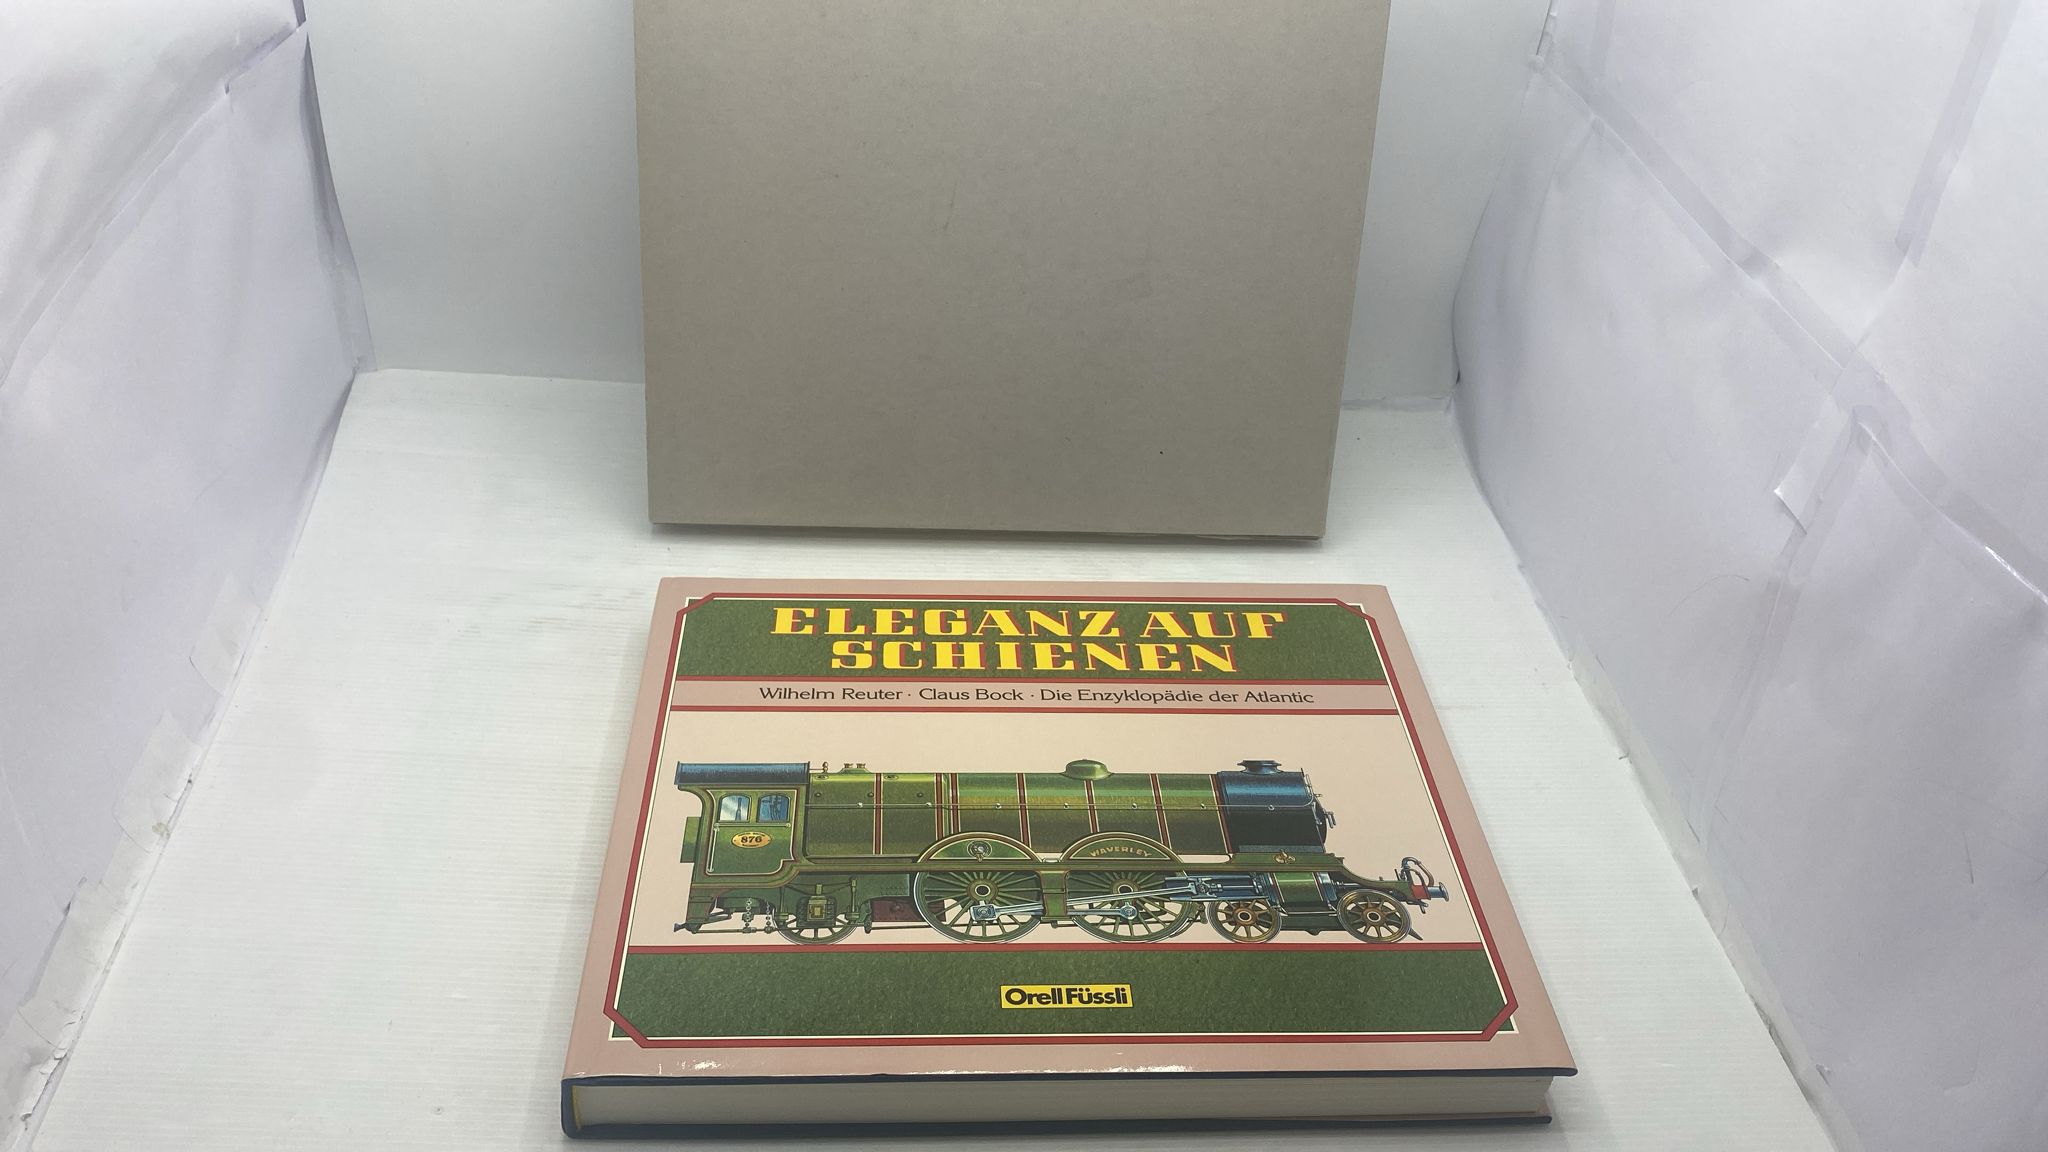 ELEGANZ AUF
SCHIENEN
Wilhelm Reuter · Claus Bock · Die Enzyklopädie der Atlantic
876
WAVERLEY
Orell Füssli